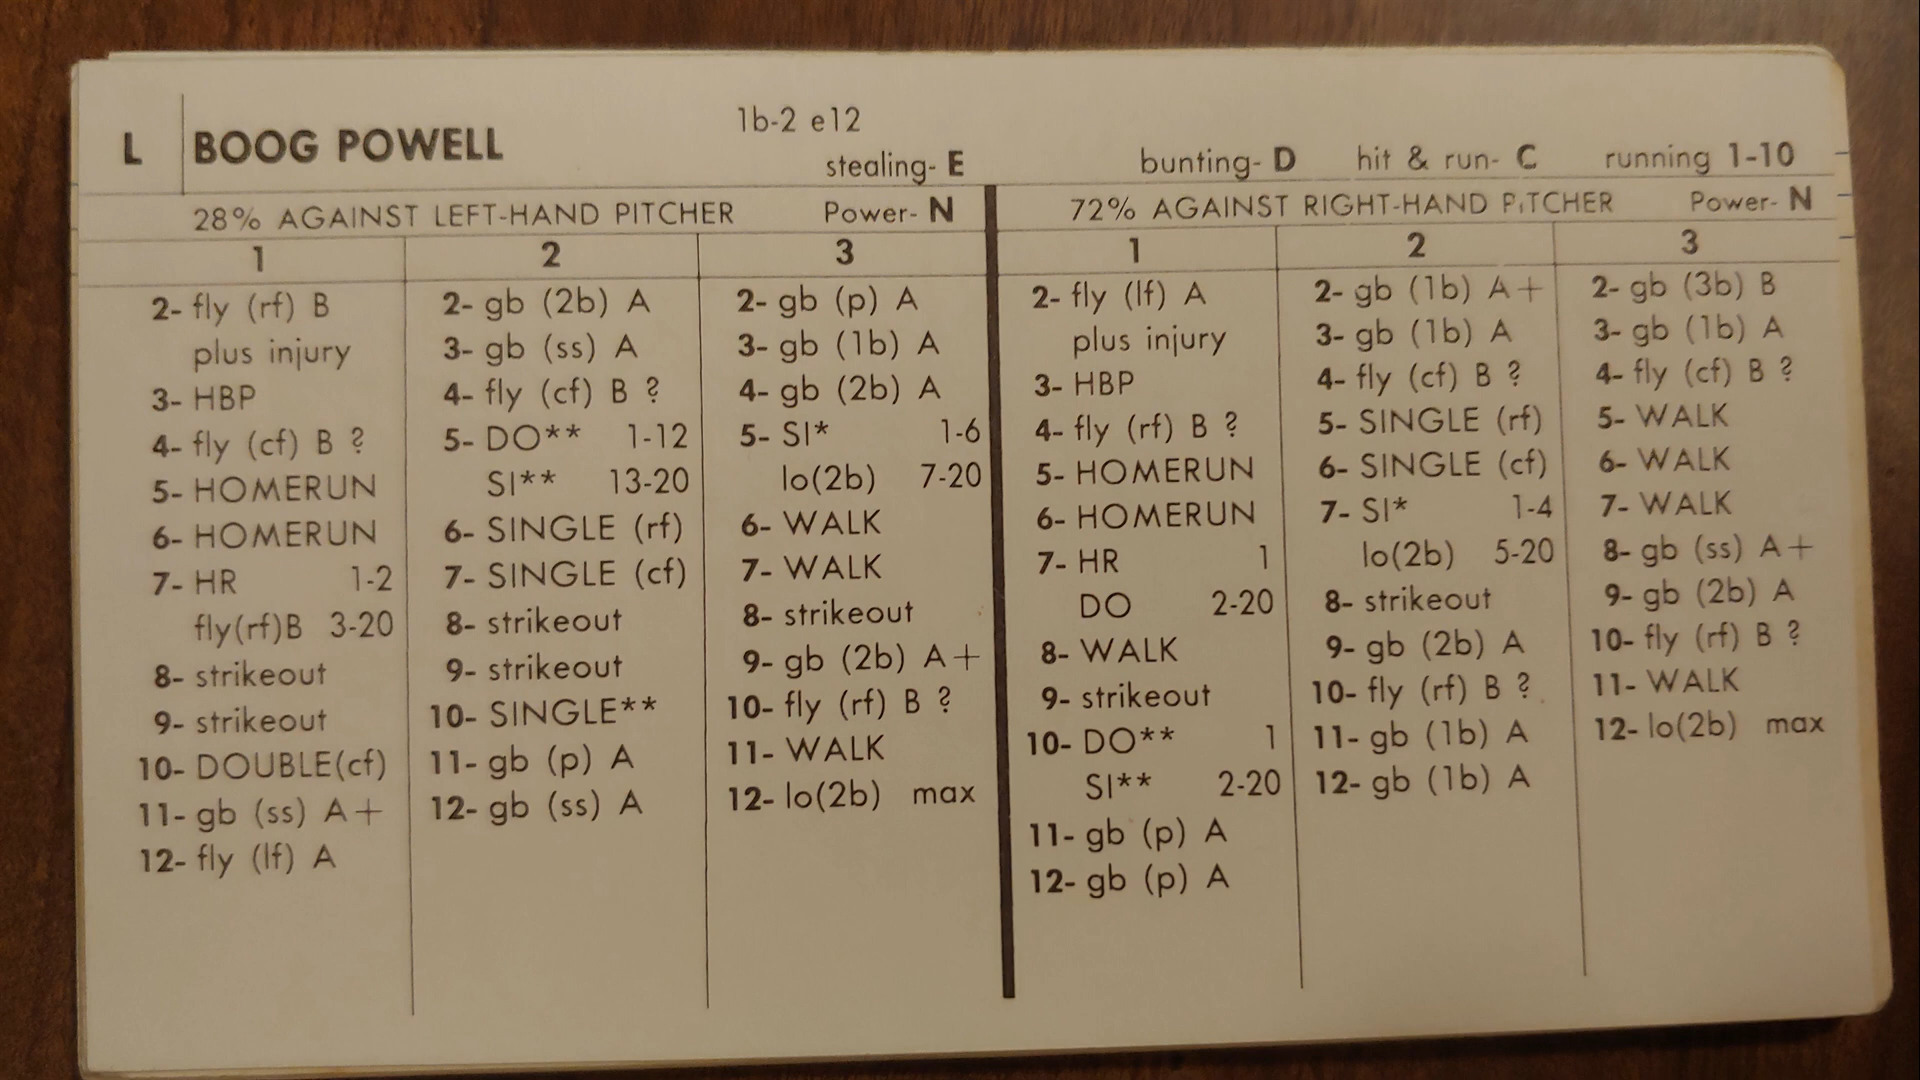 1b-2 e12
L BOOG POWELL
stealing- E bunting- D hit & run- C running 1-10
28% AGAINST LEFT-HAND PITCHER Power- N
1 2 3
2- fly (rf) B
plus injury
3- HBP
4- fly (cf) B ?
5- HOMERUN
6- HOMERUN
7- HR 1-2
fly(rf)B 3-20
8- strikeout
9- strikeout
10- DOUBLE(cf)
11- gb (ss) A+
12- fly (lf) A
2- gb (2b) A
3- gb (ss) A
4- fly (cf) B ?
5- DO** 1-12
SI** 13-20
6- SINGLE (rf)
7- SINGLE (cf)
8- strikeout
9- strikeout
10- SINGLE**
11- gb (p) A
12- gb (ss) A
2- gb (p) A
3- gb (1b) A
4- gb (2b) A
5- SI* 1-6
lo(2b) 7-20
6- WALK
7- WALK
8- strikeout
9- gb (2b) A+
10- fly (rf) B ?
11- WALK
12- lo(2b) max
72% AGAINST RIGHT-HAND PITCHER Power- N
1 2 3
2- fly (lf) A
plus injury
3- HBP
4- fly (rf) B ?
5- HOMERUN
6- HOMERUN
7- HR 1
DO 2-20
8- WALK
9- strikeout
10- DO** 1
SI** 2-20
11- gb (p) A
12- gb (p) A
2- gb (1b) A+
3- gb (1b) A
4- fly (cf) B ?
5- SINGLE (rf)
6- SINGLE (cf)
7- SI* 1-4
lo(2b) 5-20
8- strikeout
9- gb (2b) A
10- fly (rf) B ?
11- gb (1b) A
12- gb (1b) A
2- gb (3b) B
3- gb (1b) A
4- fly (cf) B ?
5- WALK
6- WALK
7- WALK
8- gb (ss) A+
9- gb (2b) A
10- fly (rf) B ?
11- WALK
12- lo(2b) max